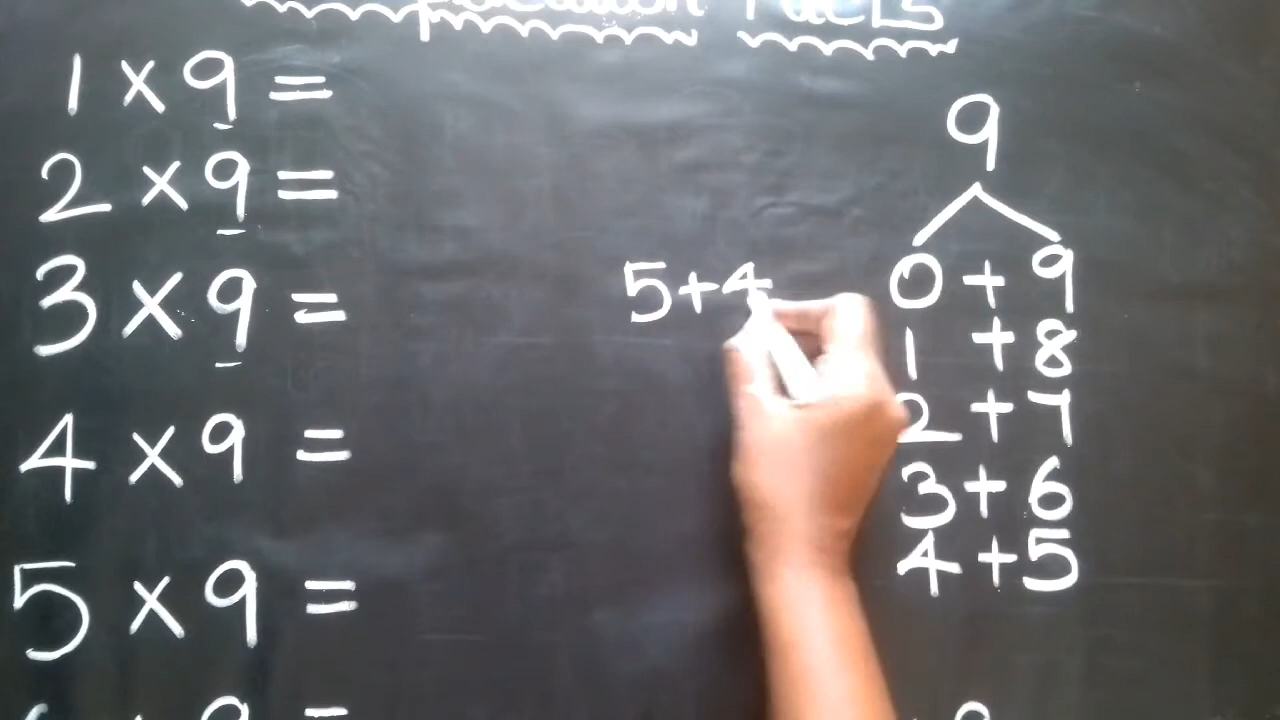 Facts
1 × 9 =
2 × 9 =
3 × 9 =
4 × 9 =
5 × 9 =
5+4
9
0 + 9
1 + 8
2 + 7
3 + 6
4 + 5